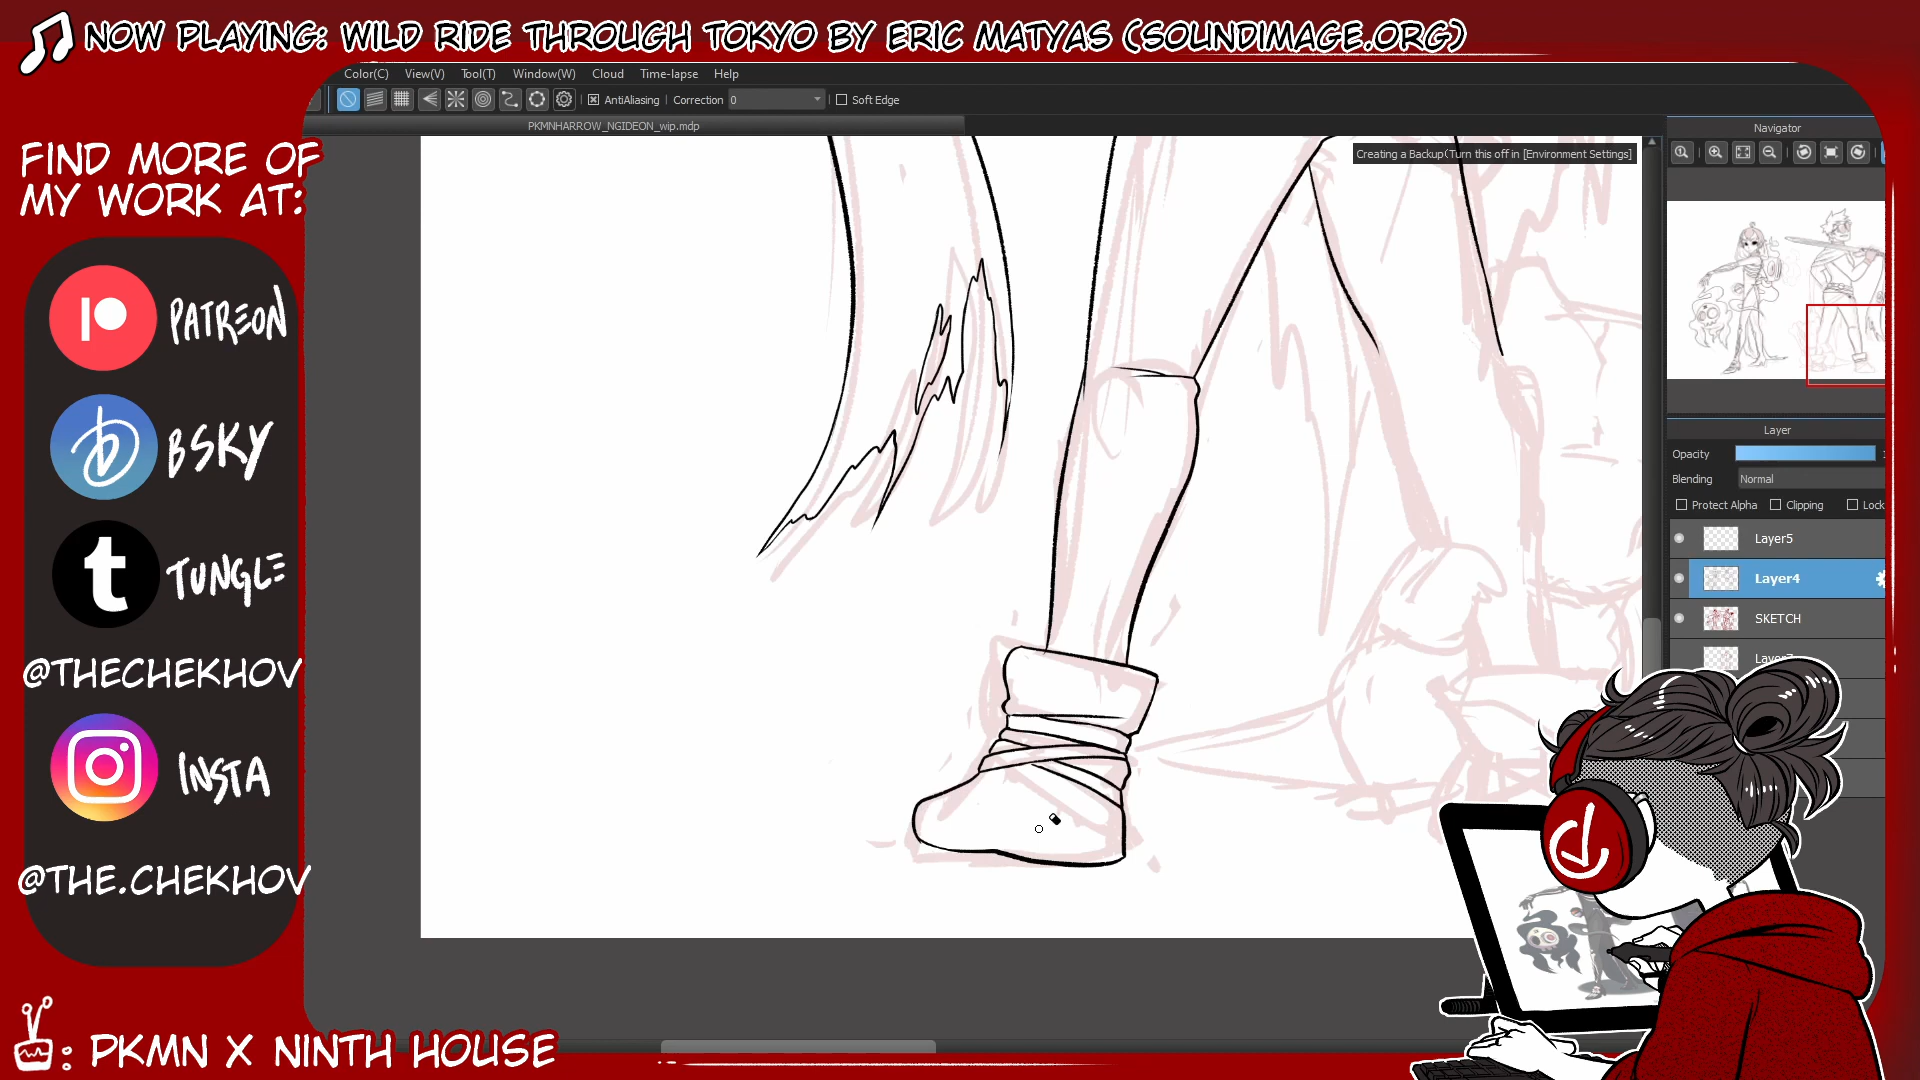 NOW PLAYING: WILD RIDE THROUGH TOKYO BY ERIC MATYAS (SOUNDIMAGE.ORG)
Color(C) View(V) Tool(T) Window(W) Cloud Time-lapse Help
AntiAliasing Correction 0 Soft Edge
PKMNHARROW_NGIDEON_wip.mdp
Creating a Backup(Turn this off in [Environment Settings]
Navigator
FIND MORE OF
MY WORK AT:
PATREON
BSKY
TUNGLE
@THECHEKHOV
INSTA
@THE.CHEKHOV
Layer
Opacity
Blending Normal
Protect Alpha Clipping Lock
Layer5
Layer4
SKETCH
: PKMN X NINTH HOUSE